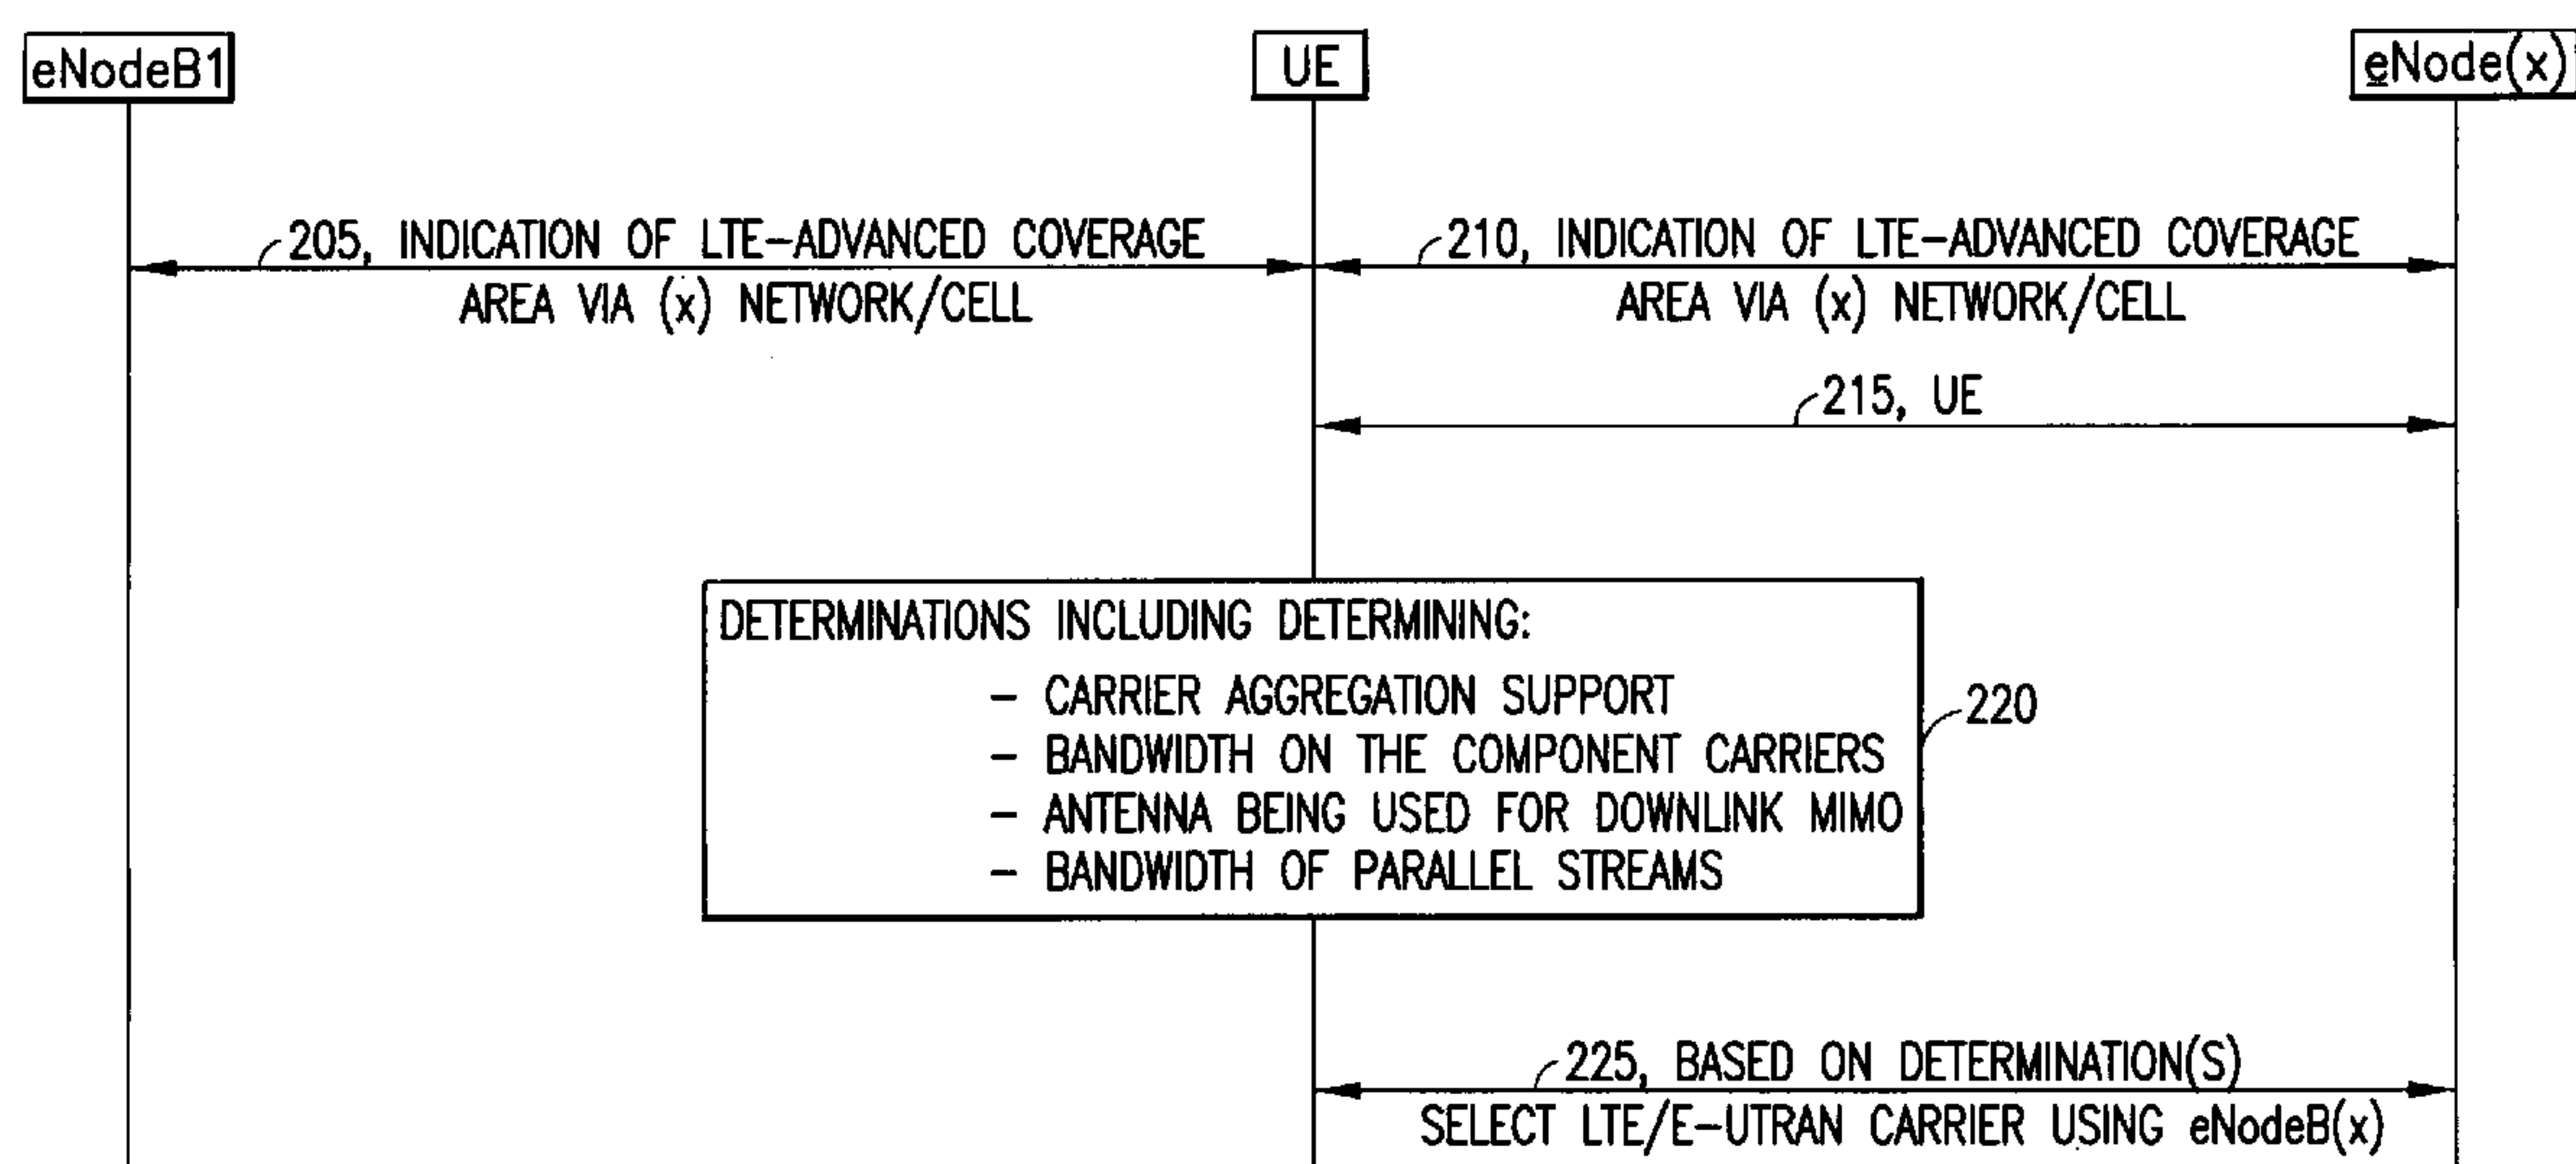 eNodeB1
UE
eNode(x)
205, INDICATION OF LTE-ADVANCED COVERAGE
AREA VIA (x) NETWORK/CELL
210, INDICATION OF LTE-ADVANCED COVERAGE
AREA VIA (x) NETWORK/CELL
215, UE
DETERMINATIONS INCLUDING DETERMINING:
- CARRIER AGGREGATION SUPPORT
- BANDWIDTH ON THE COMPONENT CARRIERS
- ANTENNA BEING USED FOR DOWNLINK MIMO
- BANDWIDTH OF PARALLEL STREAMS
220
225, BASED ON DETERMINATION(S)
SELECT LTE/E-UTRAN CARRIER USING eNodeB(x)